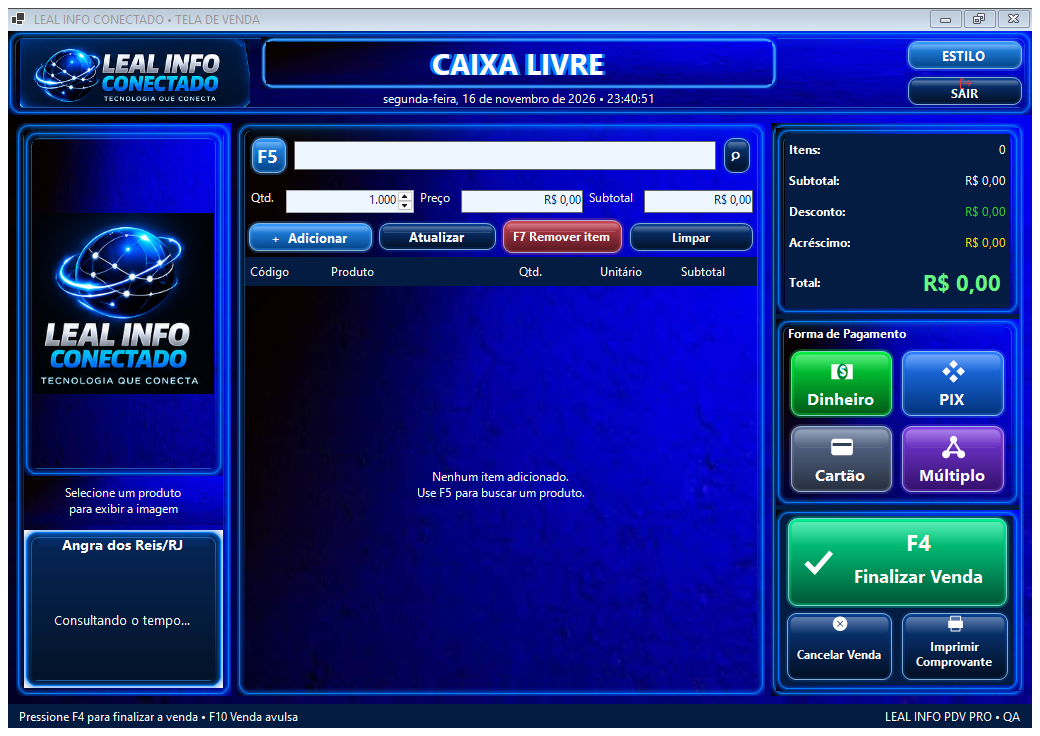 LEAL INFO CONECTADO • TELA DE VENDA
LEAL INFO
CONECTADO
TECNOLOGIA QUE CONECTA
CAIXA LIVRE
segunda-feira, 16 de novembro de 2026 • 23:40:51
ESTILO
SAIR
LEAL INFO
CONECTADO
TECNOLOGIA QUE CONECTA
Selecione um produto
para exibir a imagem
Angra dos Reis/RJ
Consultando o tempo...
F5
Qtd. 1.000 Preço R$ 0,00 Subtotal R$ 0,00
+ Adicionar Atualizar F7 Remover item Limpar
Código Produto Qtd. Unitário Subtotal
Nenhum item adicionado.
Use F5 para buscar um produto.
Itens: 0
Subtotal: R$ 0,00
Desconto: R$ 0,00
Acréscimo: R$ 0,00
Total: R$ 0,00
Forma de Pagamento
Dinheiro PIX
Cartão Múltiplo
F4
Finalizar Venda
Cancelar Venda
Imprimir
Comprovante
Pressione F4 para finalizar a venda • F10 Venda avulsa
LEAL INFO PDV PRO • QA